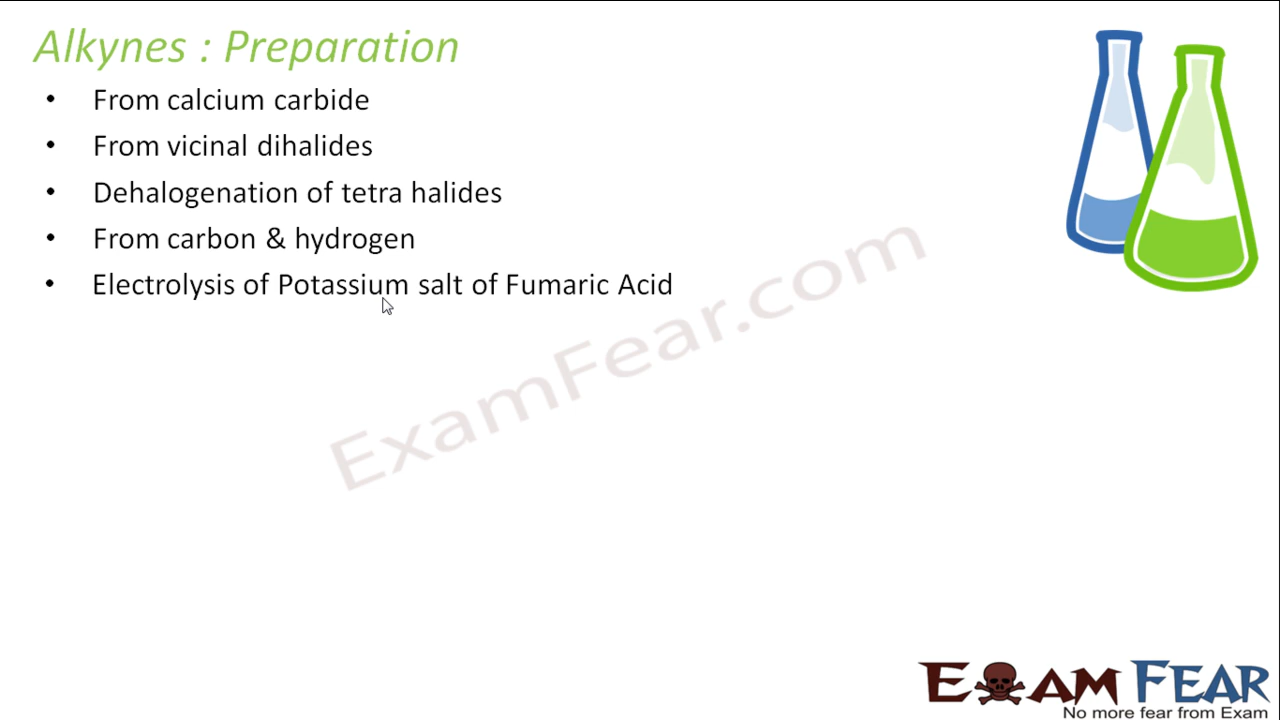 Alkynes : Preparation
• From calcium carbide
• From vicinal dihalides
• Dehalogenation of tetra halides
• From carbon & hydrogen
• Electrolysis of Potassium salt of Fumaric Acid
ExamFear.com
EXAM FEAR
No more fear from Exam